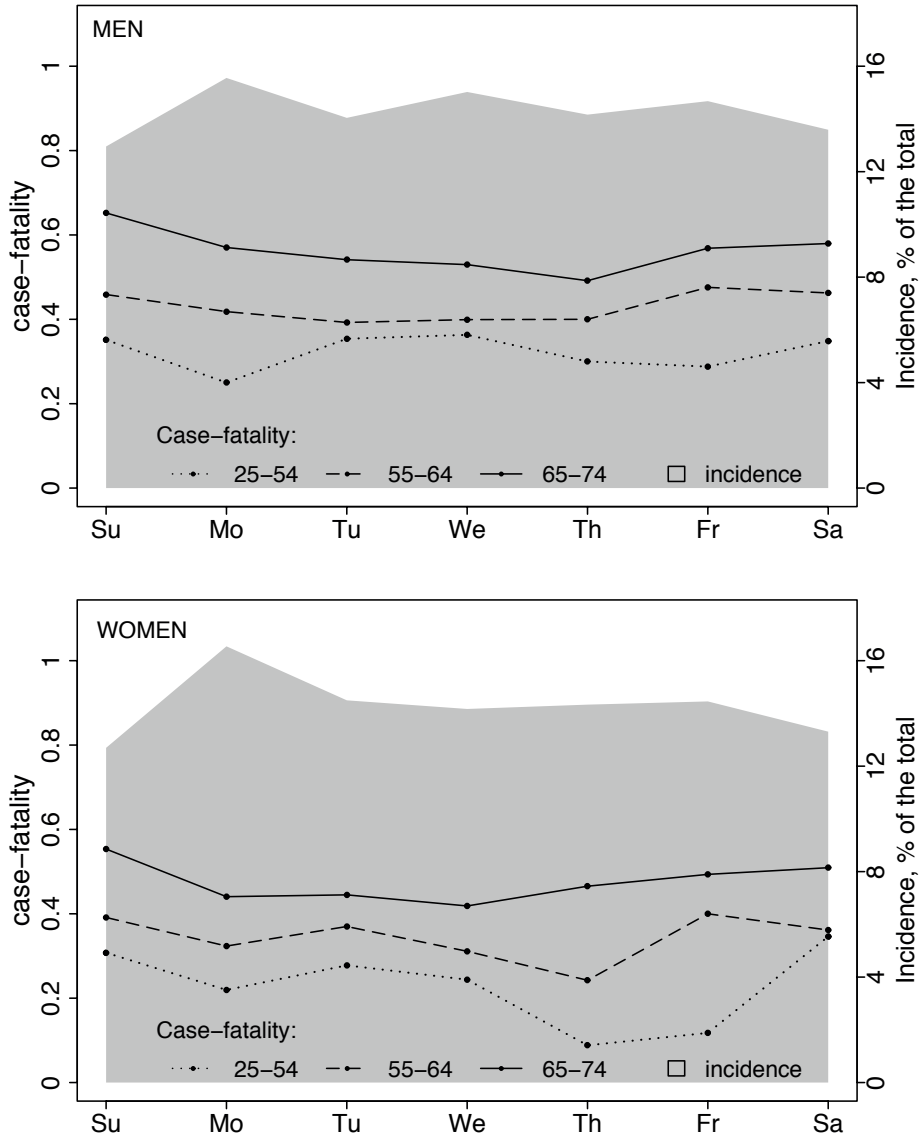 MEN
1
0.8
0.6
0.4
0.2
0
case−fatality
16
12
8
4
0
Incidence, % of the total
Case−fatality:
25−54 55−64 65−74 incidence
Su Mo Tu We Th Fr Sa
WOMEN
1
0.8
0.6
0.4
0.2
0
case−fatality
16
12
8
4
0
Incidence, % of the total
Case−fatality:
25−54 55−64 65−74 incidence
Su Mo Tu We Th Fr Sa